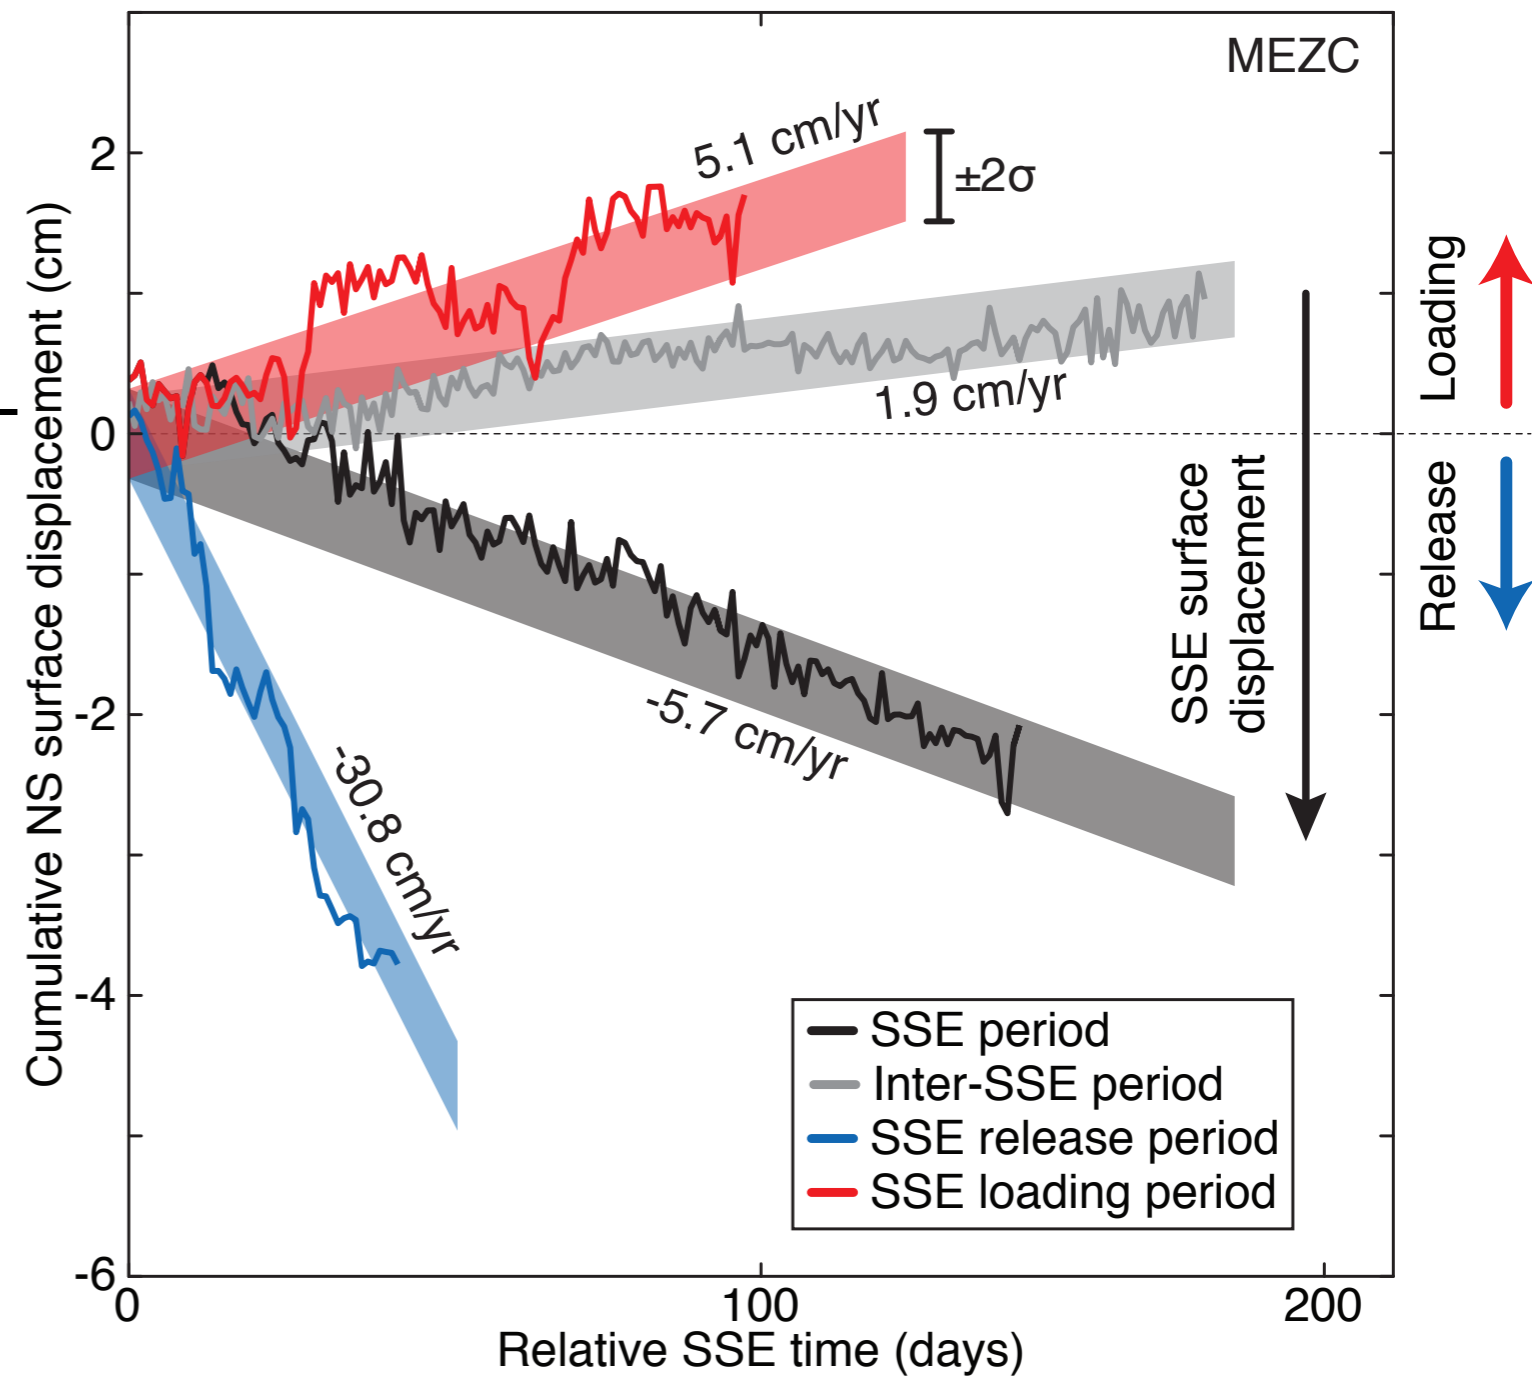 MEZC
5.1 cm/yr
±2σ
1.9 cm/yr
-5.7 cm/yr
-30.8 cm/yr
SSE surface
displacement
Loading
Release
Cumulative NS surface displacement (cm)
2
0
-2
-4
-6
0
100
200
Relative SSE time (days)
SSE period
Inter-SSE period
SSE release period
SSE loading period